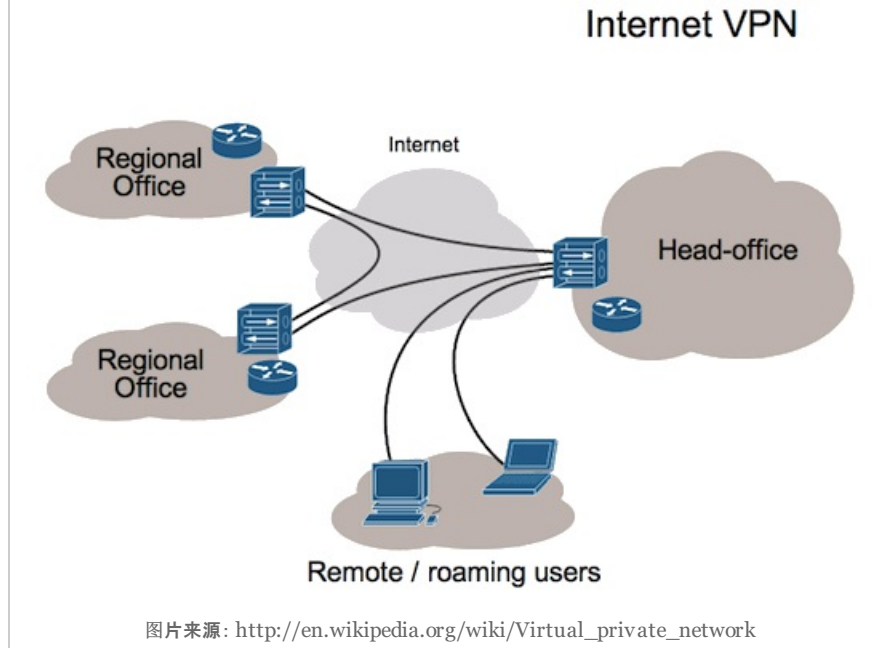 Internet VPN
Internet
Regional
Office
Head-office
Regional
Office
Remote / roaming users
图片来源: http://en.wikipedia.org/wiki/Virtual_private_network